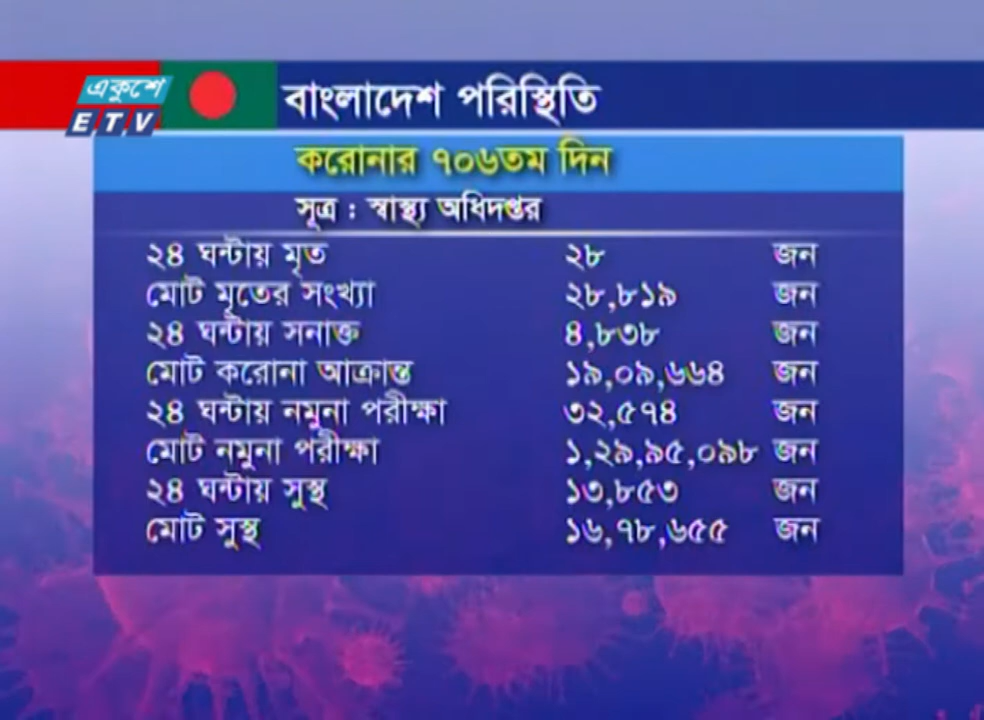 একুশে
ETV
বাংলাদেশ পরিস্থিতি
করোনার ৭০৬তম দিন
সূত্র : স্বাস্থ্য অধিদপ্তর
২৪ ঘন্টায় মৃত ২৮ জন
মোট মৃতের সংখ্যা ২৮,৮১৯ জন
২৪ ঘন্টায় সনাক্ত ৪,৮৩৮ জন
মোট করোনা আক্রান্ত ১৯,০৯,৬৬৪ জন
২৪ ঘন্টায় নমুনা পরীক্ষা ৩২,৫৭৪ জন
মোট নমুনা পরীক্ষা ১,২৯,৯৫,০৯৮ জন
২৪ ঘন্টায় সুস্থ ১৩,৮৫৩ জন
মোট সুস্থ ১৬,৭৮,৬৫৫ জন